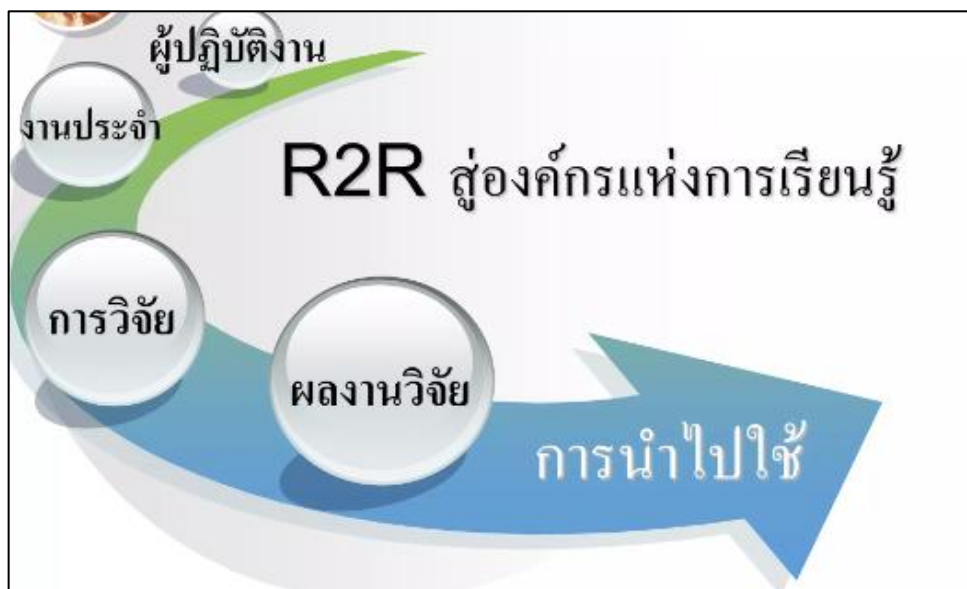 ผู้ปฏิบัติงาน
งานประจำ
R2R สู่องค์กรแห่งการเรียนรู้
การวิจัย
ผลงานวิจัย
การนำไปใช้